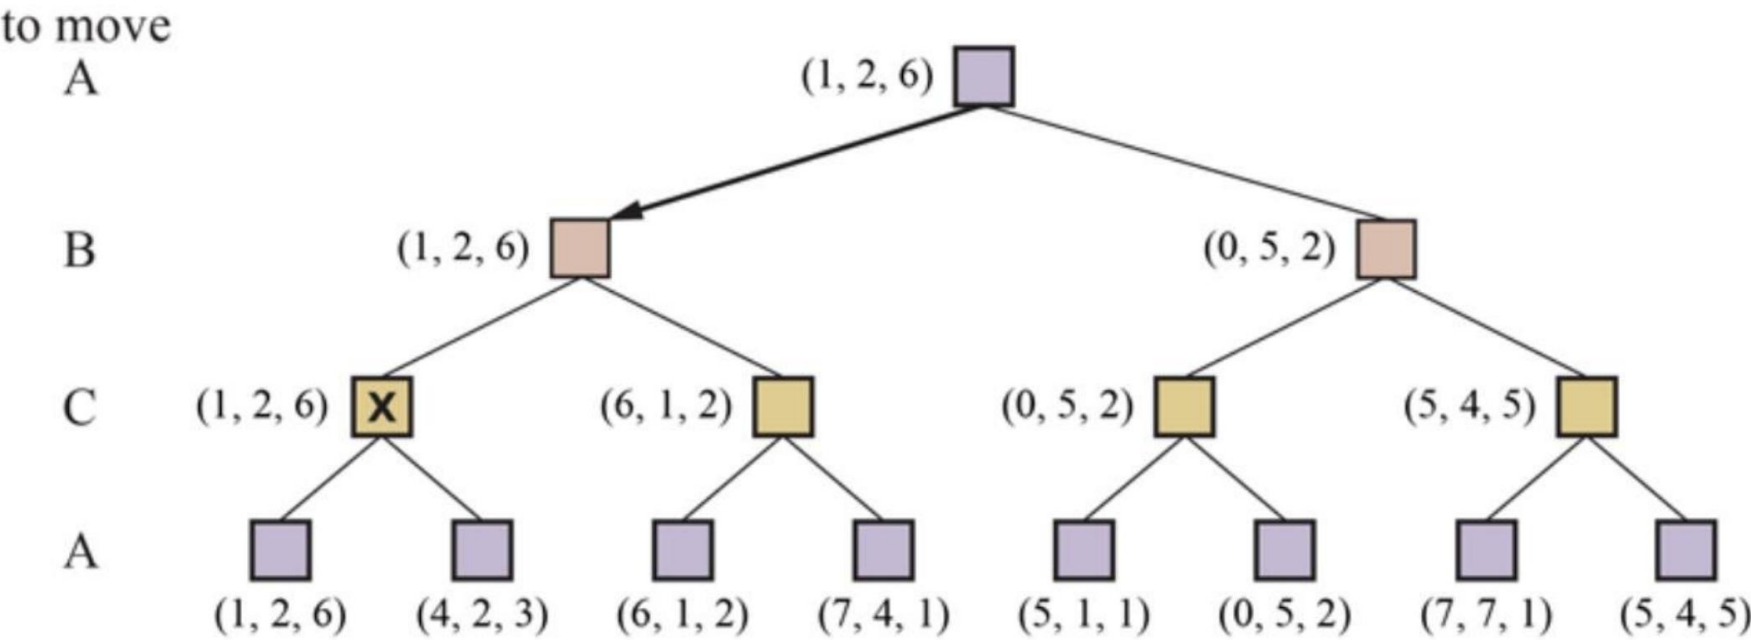 to move
A (1, 2, 6)
B (1, 2, 6) (0, 5, 2)
C (1, 2, 6) X (6, 1, 2) (0, 5, 2) (5, 4, 5)
A
(1, 2, 6) (4, 2, 3) (6, 1, 2) (7, 4, 1) (5, 1, 1) (0, 5, 2) (7, 7, 1) (5, 4, 5)